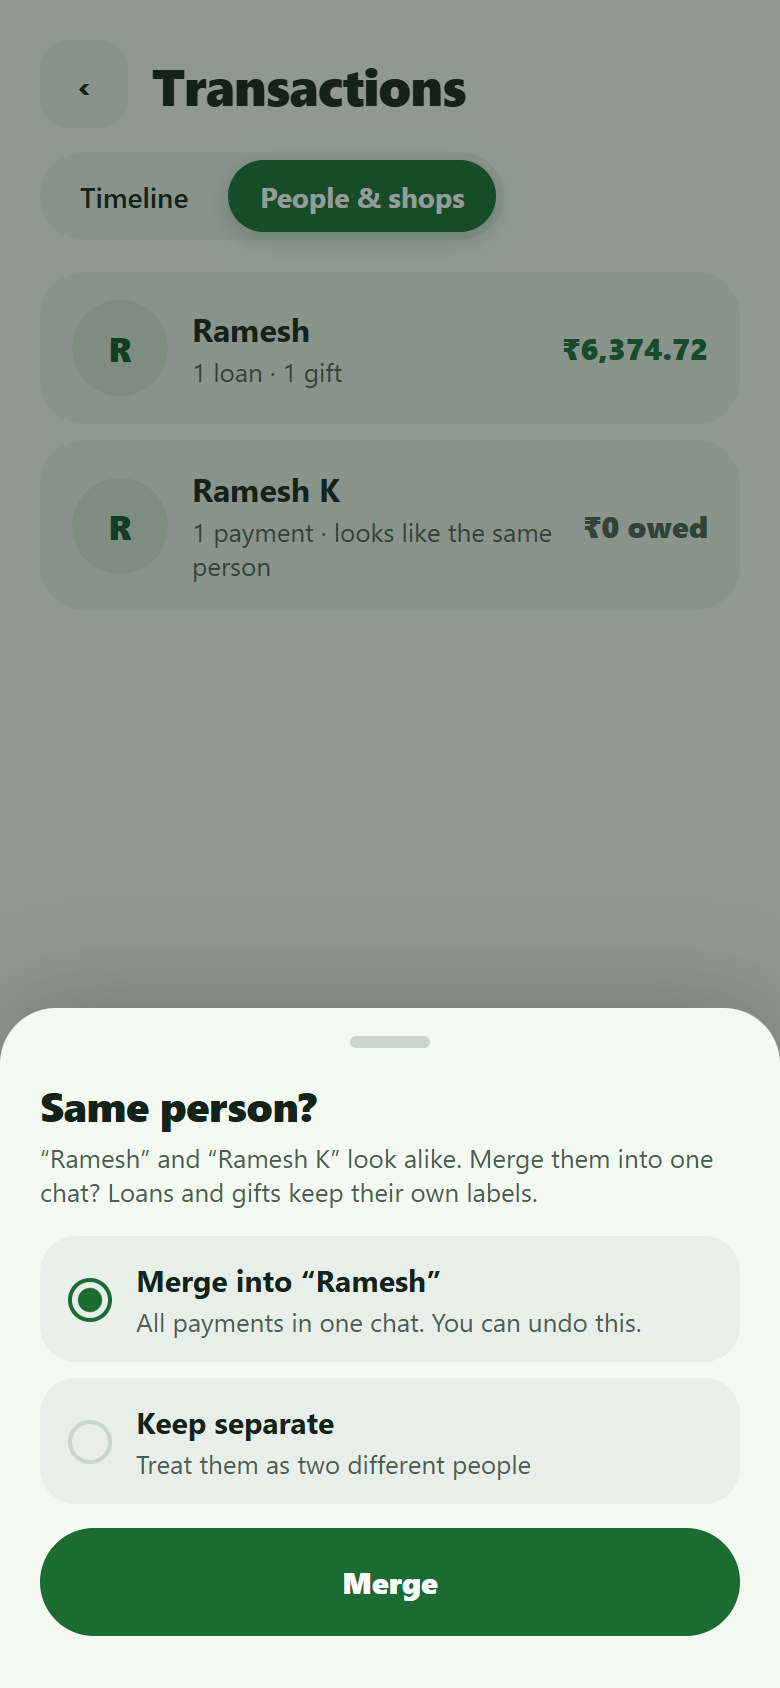 ‹
Transactions
Timeline
People & shops
R
Ramesh
1 loan · 1 gift
₹6,374.72
R
Ramesh K
1 payment · looks like the same
person
₹0 owed
Same person?
“Ramesh” and “Ramesh K” look alike. Merge them into one
chat? Loans and gifts keep their own labels.
Merge into “Ramesh”
All payments in one chat. You can undo this.
Keep separate
Treat them as two different people
Merge